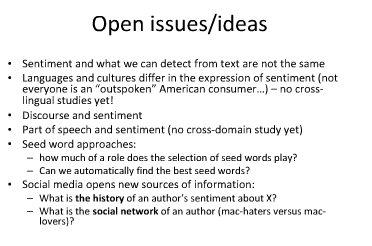 Open issues/ideas
• Sentiment and what we can detect from text are not the same
• Languages and cultures differ in the expression of sentiment (not
everyone is an “outspoken” American consumer…) – no cross-
lingual studies yet!
• Discourse and sentiment
• Part of speech and sentiment (no cross-domain study yet)
• Seed word approaches:
– how much of a role does the selection of seed words play?
– Can we automatically find the best seed words?
• Social media opens new sources of information:
– What is the history of an author’s sentiment about X?
– What is the social network of an author (mac-haters versus mac-
lovers)?